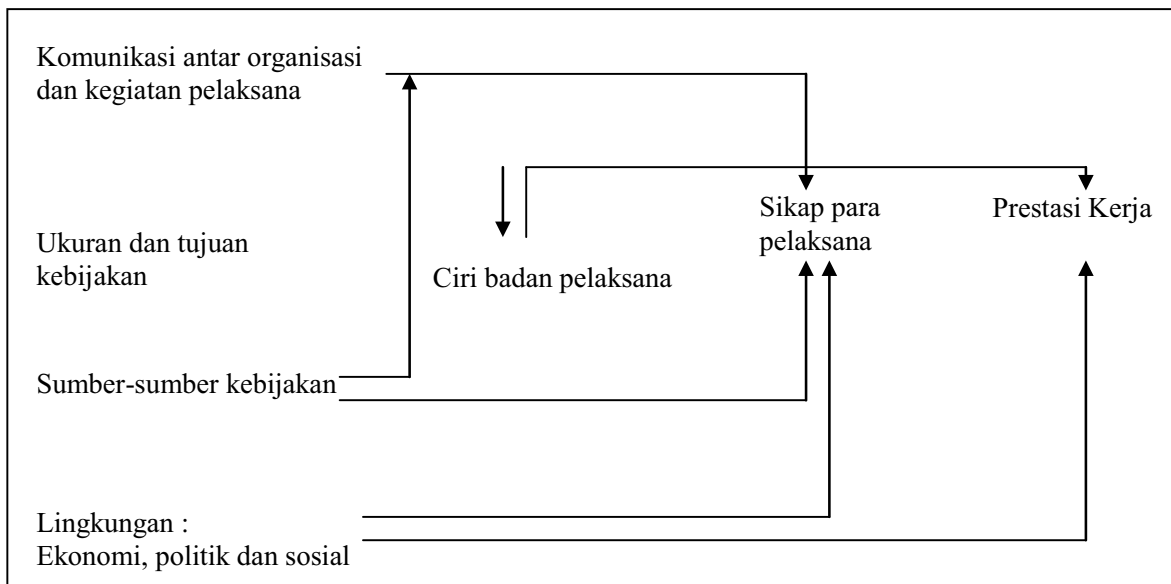 Komunikasi antar organisasi
dan kegiatan pelaksana
Sikap para
pelaksana
Prestasi Kerja
Ukuran dan tujuan
kebijakan
Ciri badan pelaksana
Sumber-sumber kebijakan
Lingkungan :
Ekonomi, politik dan sosial